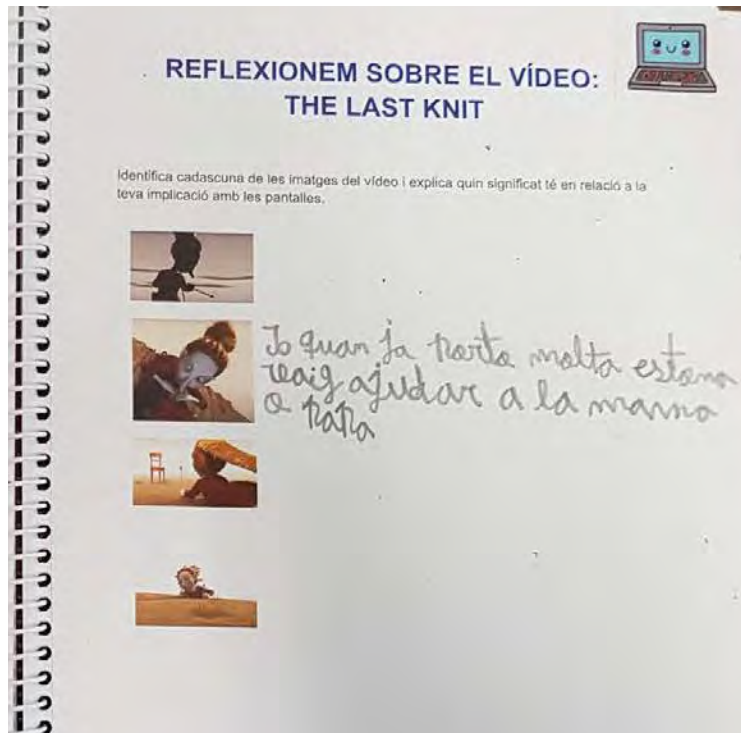 REFLEXIONEM SOBRE EL VÍDEO:
THE LAST KNIT
Identifica cadascuna de les imatges del vídeo i explica quin significat té en relació a la
teva implicació amb les pantalles.
Jo quan ja porto molta estona
vaig ajudar a la mama
o papa